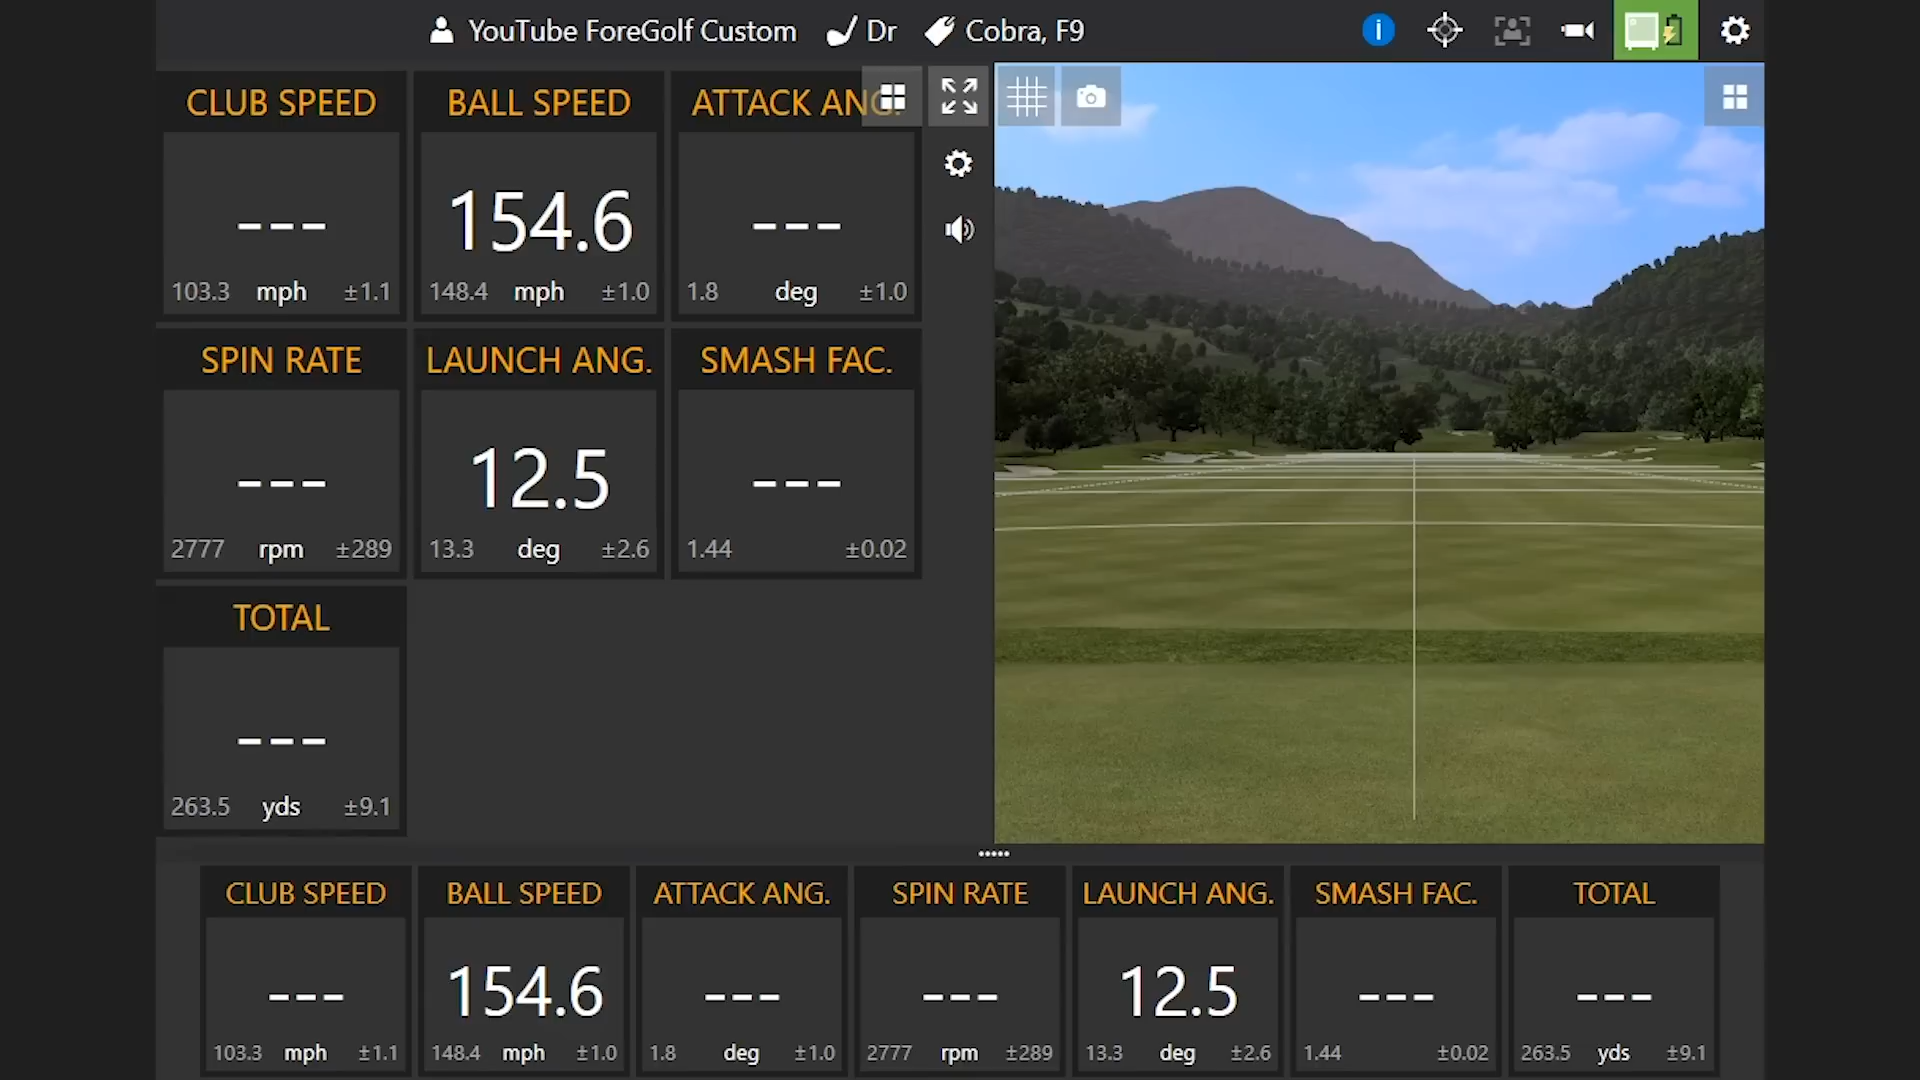 YouTube ForeGolf Custom Dr Cobra, F9
CLUB SPEED BALL SPEED ATTACK ANG.
--- 154.6 ---
103.3 mph ±1.1 148.4 mph ±1.0 1.8 deg ±1.0
SPIN RATE LAUNCH ANG. SMASH FAC.
--- 12.5 ---
2777 rpm ±289 13.3 deg ±2.6 1.44 ±0.02
TOTAL
---
263.5 yds ±9.1
CLUB SPEED BALL SPEED ATTACK ANG. SPIN RATE LAUNCH ANG. SMASH FAC. TOTAL
--- 154.6 --- --- 12.5 --- ---
103.3 mph ±1.1 148.4 mph ±1.0 1.8 deg ±1.0 2777 rpm ±289 13.3 deg ±2.6 1.44 ±0.02 263.5 yds ±9.1